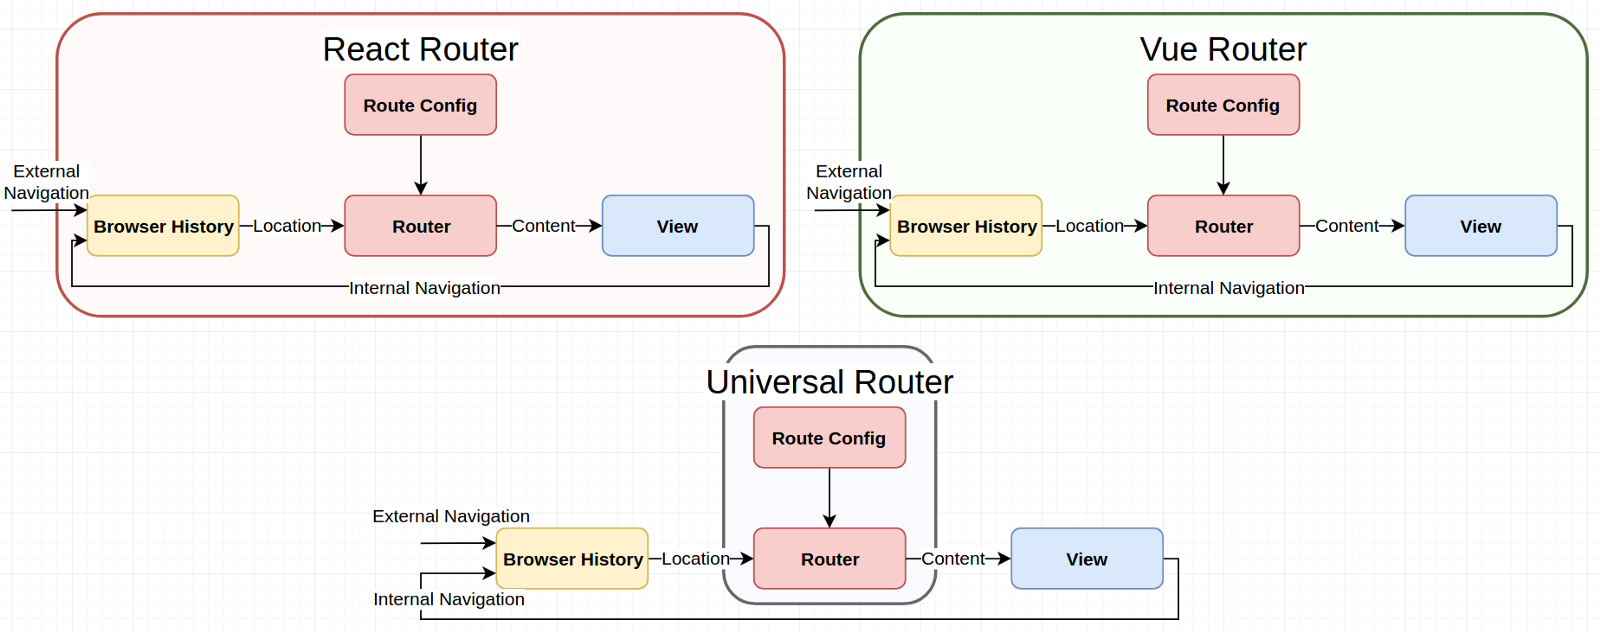 React Router
Route Config
External
Navigation
Browser History
Location
Router
Content
View
Internal Navigation
Vue Router
Route Config
External
Navigation
Browser History
Location
Router
Content
View
Internal Navigation
Universal Router
Route Config
External Navigation
Browser History
Location
Router
Content
View
Internal Navigation